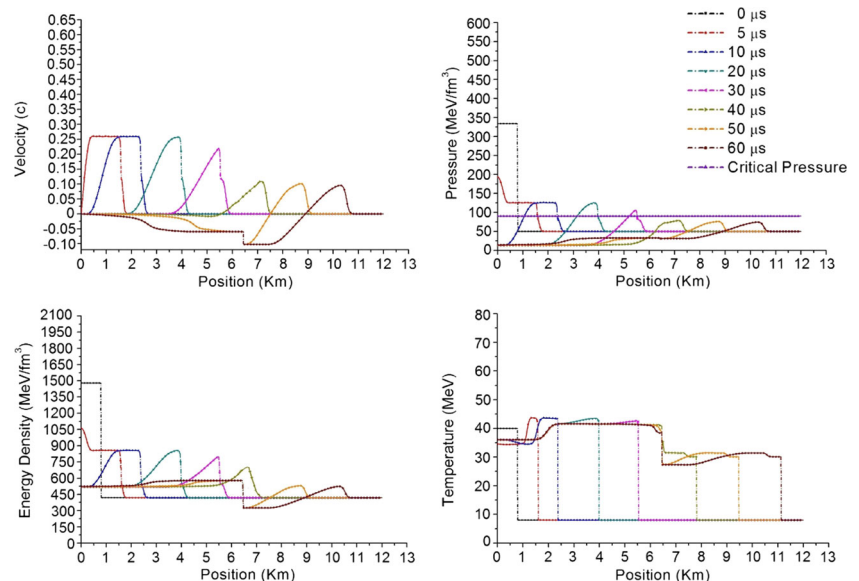 0.65
0.60
0.55
0.50
0.45
0.40
0.35
0.30
0.25
0.20
0.15
0.10
0.05
0
-0.05
-0.10
Velocity (c)
0 1 2 3 4 5 6 7 8 9 10 11 12 13
Position (Km)
600
550
500
450
400
350
300
250
200
150
100
50
0
Pressure (MeV/fm³)
0 1 2 3 4 5 6 7 8 9 10 11 12 13
Position (Km)
0 μs
5 μs
10 μs
20 μs
30 μs
40 μs
50 μs
60 μs
Critical Pressure
2100
1950
1800
1650
1500
1350
1200
1050
900
750
600
450
300
150
0
Energy Density (MeV/fm³)
0 1 2 3 4 5 6 7 8 9 10 11 12 13
Position (Km)
80
70
60
50
40
30
20
10
0
Temperature (MeV)
0 1 2 3 4 5 6 7 8 9 10 11 12 13
Position (Km)